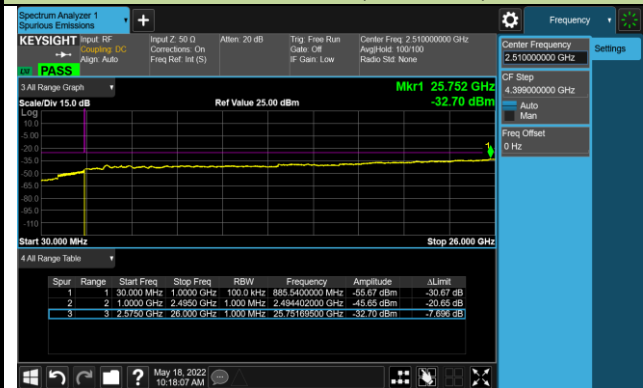 Spectrum Analyzer 1
Spurious Emissions
Frequency
KEYSIGHT
Input: RF
Coupling: DC
Align: Auto
Input Z: 50 Ω
Corrections: On
Freq Ref: Int (S)
Atten: 20 dB
Trig: Free Run
Gate: Off
IF Gain: Low
Center Freq: 2.510000000 GHz
Avg|Hold: 100/100
Radio Std: None
PASS
3 All Range Graph
Mkr1 25.752 GHz
Scale/Div 15.0 dB
Ref Value 25.00 dBm
-32.70 dBm
Log
10.0
-5.00
-20.0
-35.0
-50.0
-65.0
-80.0
-95.0
-110
1
Start 30.000 MHz
Stop 26.000 GHz
4 All Range Table
Spur Range Start Freq Stop Freq RBW Frequency Amplitude ΔLimit
1 1 30.000 MHz 1.0000 GHz 100.0 kHz 885.5400000 MHz -55.67 dBm -30.67 dB
2 2 1.0000 GHz 2.4950 GHz 1.000 MHz 2.494402000 GHz -45.65 dBm -20.65 dB
3 3 2.5750 GHz 26.000 GHz 1.000 MHz 25.75169500 GHz -32.70 dBm -7.696 dB
Center Frequency
2.510000000 GHz
Settings
CF Step
4.399000000 GHz
Auto
Man
Freq Offset
0 Hz
May 18, 2022
10:18:07 AM